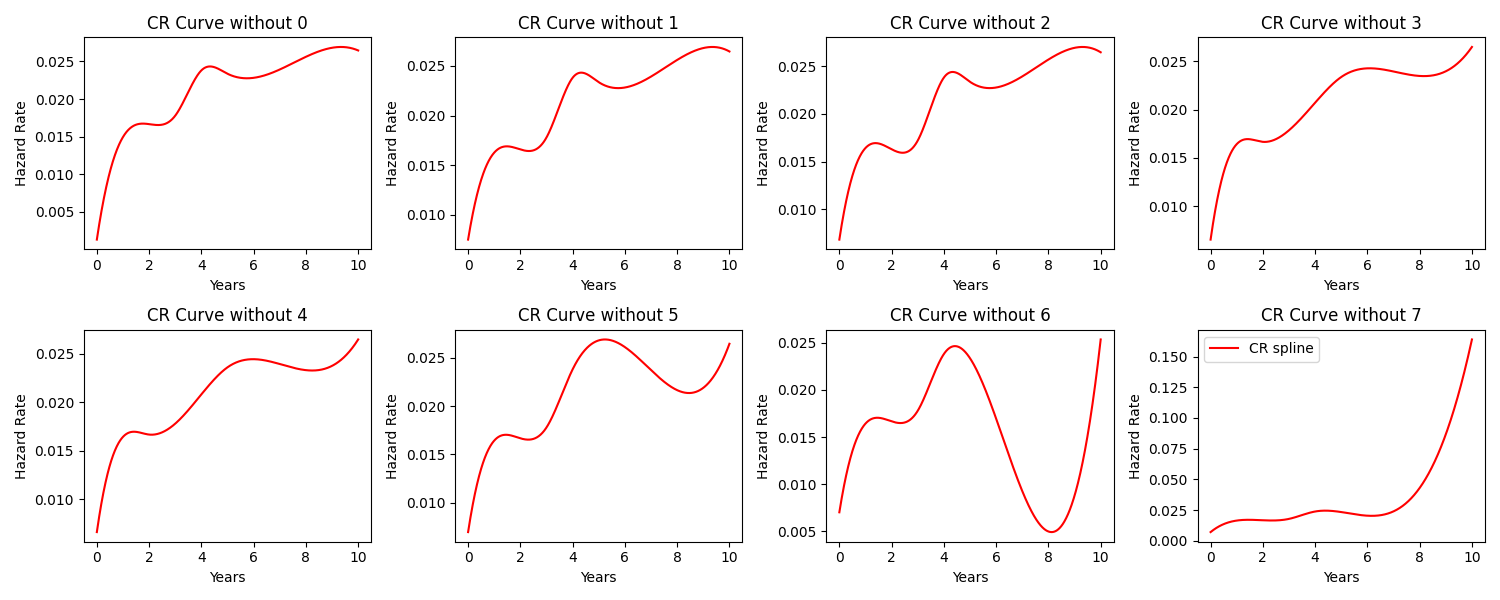 CR Curve without 0
CR Curve without 1
CR Curve without 2
CR Curve without 3
Hazard Rate
0.025
0.020
0.015
0.010
0.005
0 2 4 6 8 10
Years
Hazard Rate
0.025
0.020
0.015
0.010
0 2 4 6 8 10
Years
Hazard Rate
0.025
0.020
0.015
0.010
0 2 4 6 8 10
Years
Hazard Rate
0.025
0.020
0.015
0.010
0 2 4 6 8 10
Years
CR Curve without 4
CR Curve without 5
CR Curve without 6
CR Curve without 7
Hazard Rate
0.025
0.020
0.015
0.010
0 2 4 6 8 10
Years
Hazard Rate
0.025
0.020
0.015
0.010
0 2 4 6 8 10
Years
Hazard Rate
0.025
0.020
0.015
0.010
0.005
0 2 4 6 8 10
Years
Hazard Rate
CR spline
0.150
0.125
0.100
0.075
0.050
0.025
0.000
0 2 4 6 8 10
Years